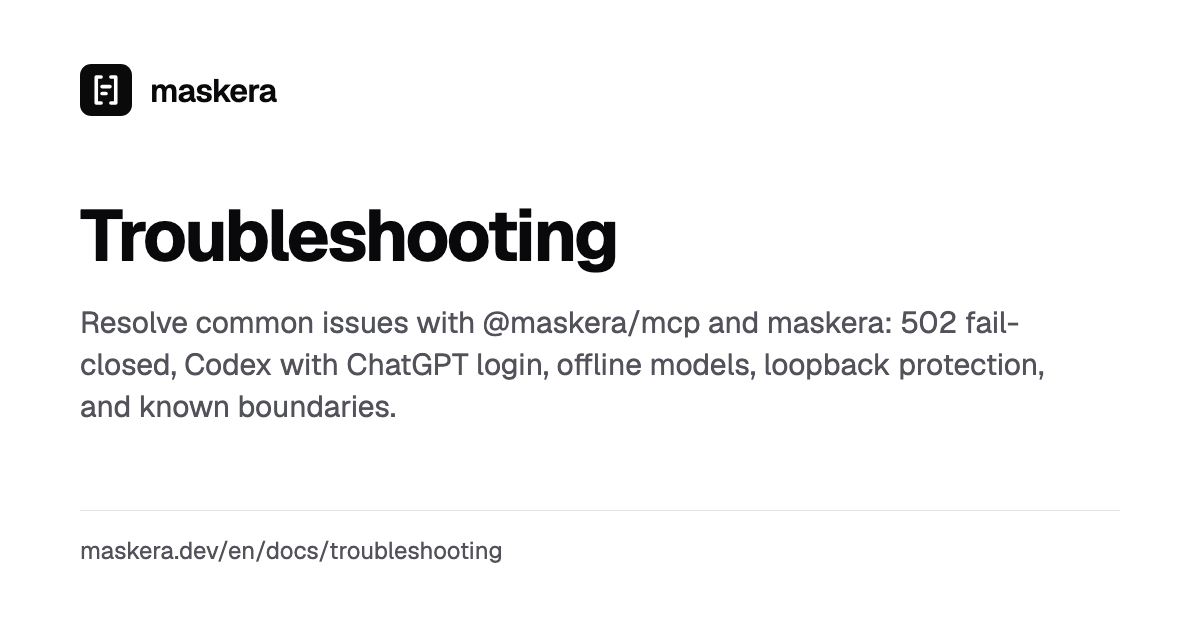 maskera
Troubleshooting
Resolve common issues with @maskera/mcp and maskera: 502 fail-
closed, Codex with ChatGPT login, offline models, loopback protection,
and known boundaries.
maskera.dev/en/docs/troubleshooting